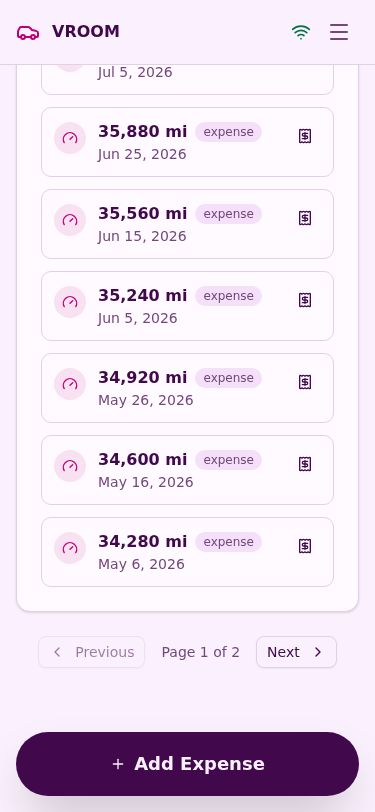 VROOM
Jul 5, 2026
35,880 mi expense
Jun 25, 2026
35,560 mi expense
Jun 15, 2026
35,240 mi expense
Jun 5, 2026
34,920 mi expense
May 26, 2026
34,600 mi expense
May 16, 2026
34,280 mi expense
May 6, 2026
Previous Page 1 of 2 Next
+ Add Expense